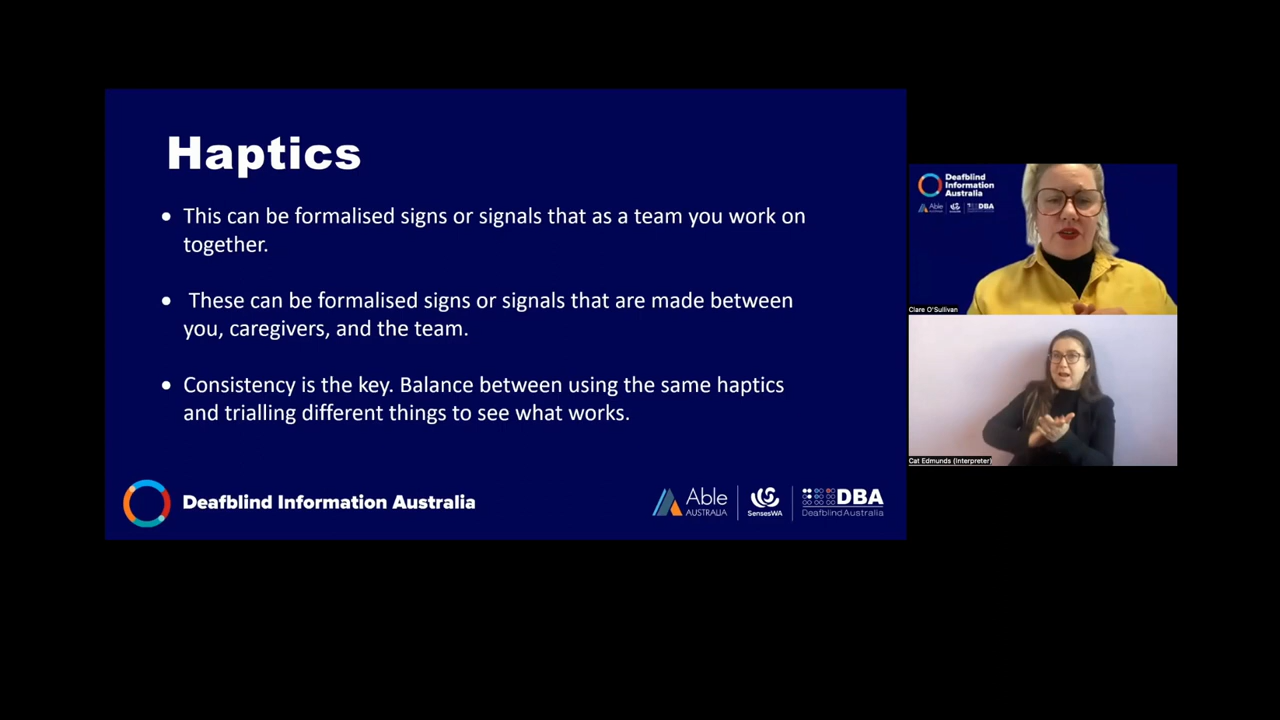 Haptics
• This can be formalised signs or signals that as a team you work on
together.
• These can be formalised signs or signals that are made between
you, caregivers, and the team.
• Consistency is the key. Balance between using the same haptics
and trialling different things to see what works.
Deafblind Information Australia
Able
AUSTRALIA
SensesWA
DBA
DeafblindAustralia
Deafblind
Information
Australia
Able
DBA
Clare O'Sullivan
Cat Edmunds (Interpreter)